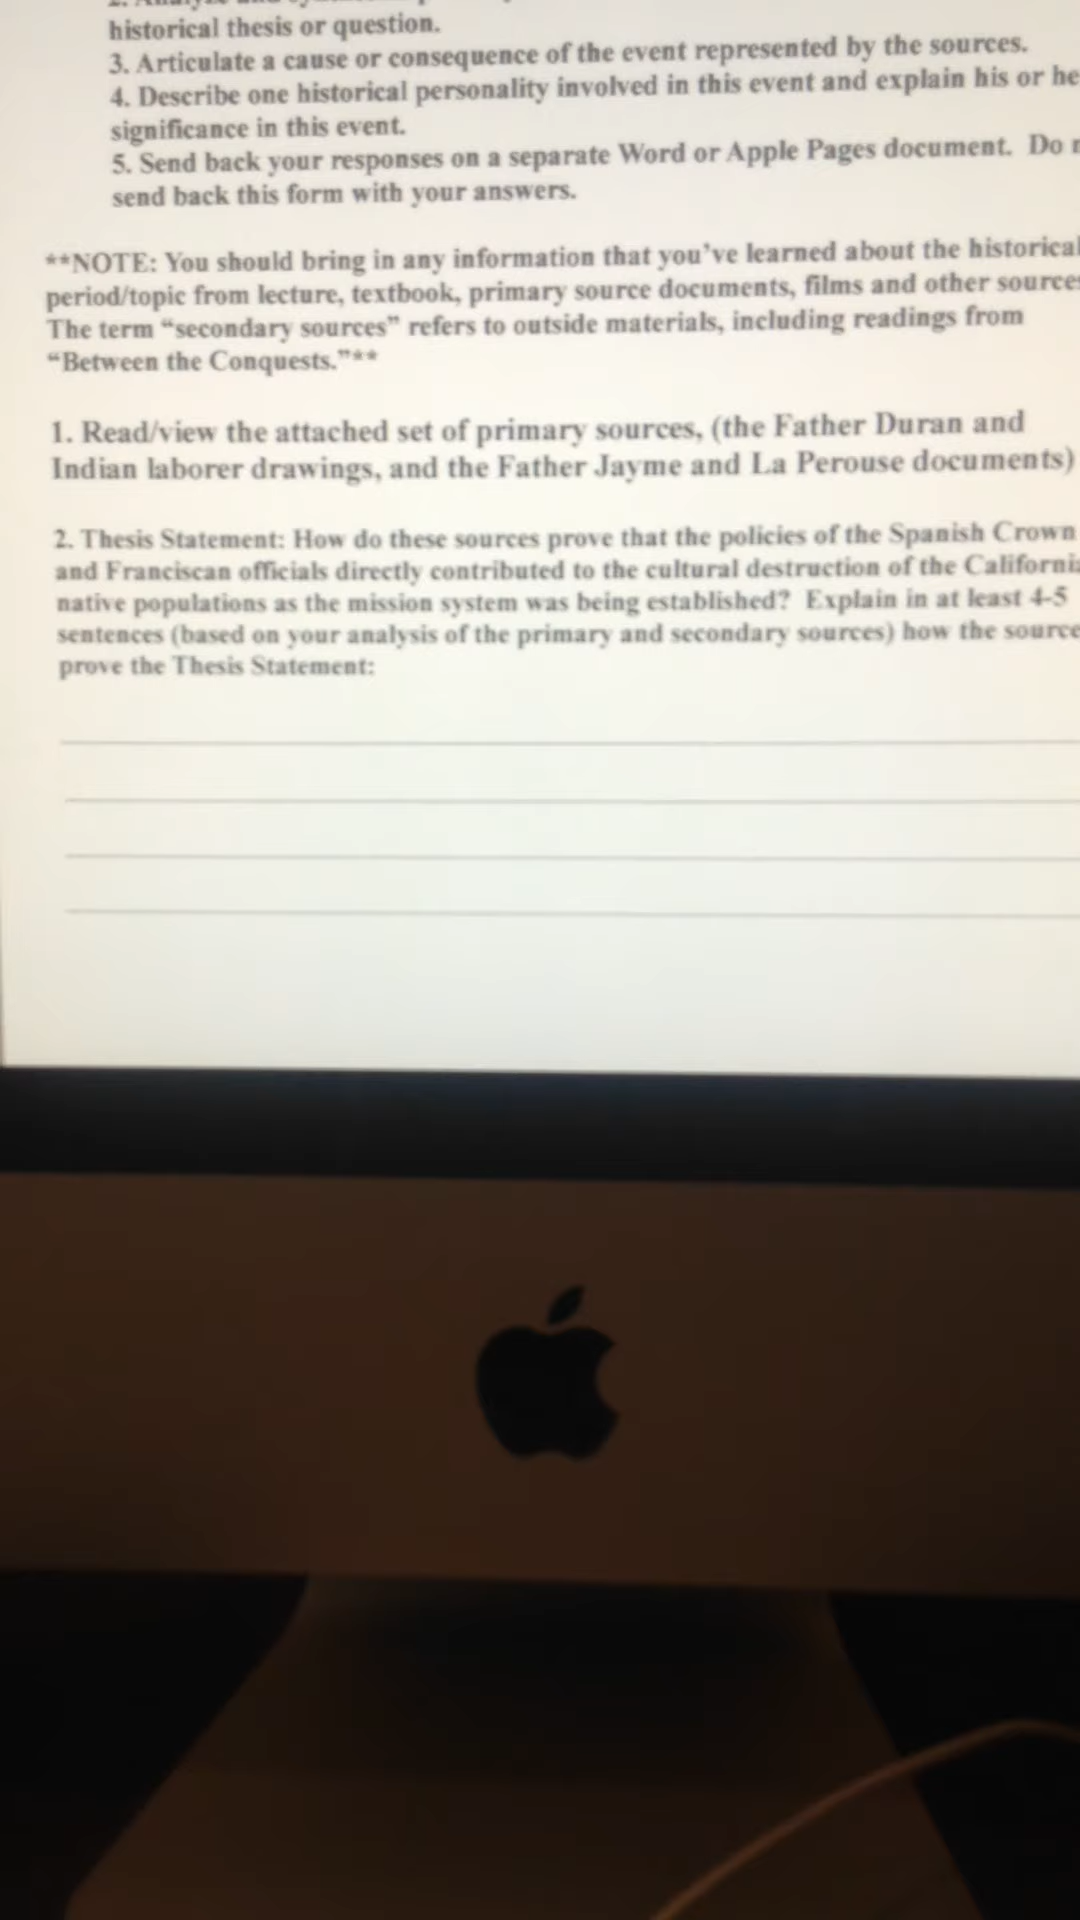 historical thesis or question.
3. Articulate a cause or consequence of the event represented by the sources.
4. Describe one historical personality involved in this event and explain his or he
significance in this event.
5. Send back your responses on a separate Word or Apple Pages document. Do
send back this form with your answers.
**NOTE: You should bring in any information that you've learned about the historical
period/topic from lecture, textbook, primary source documents, films and other sources
The term “secondary sources” refers to outside materials, including readings from
“Between the Conquests.”**
1. Read/view the attached set of primary sources, (the Father Duran and
Indian laborer drawings, and the Father Jayme and La Perouse documents)
2. Thesis Statement: How do these sources prove that the policies of the Spanish Crown
and Franciscan officials directly contributed to the cultural destruction of the California
native populations as the mission system was being established? Explain in at least 4-5
sentences (based on your analysis of the primary and secondary sources) how the source
prove the Thesis Statement: